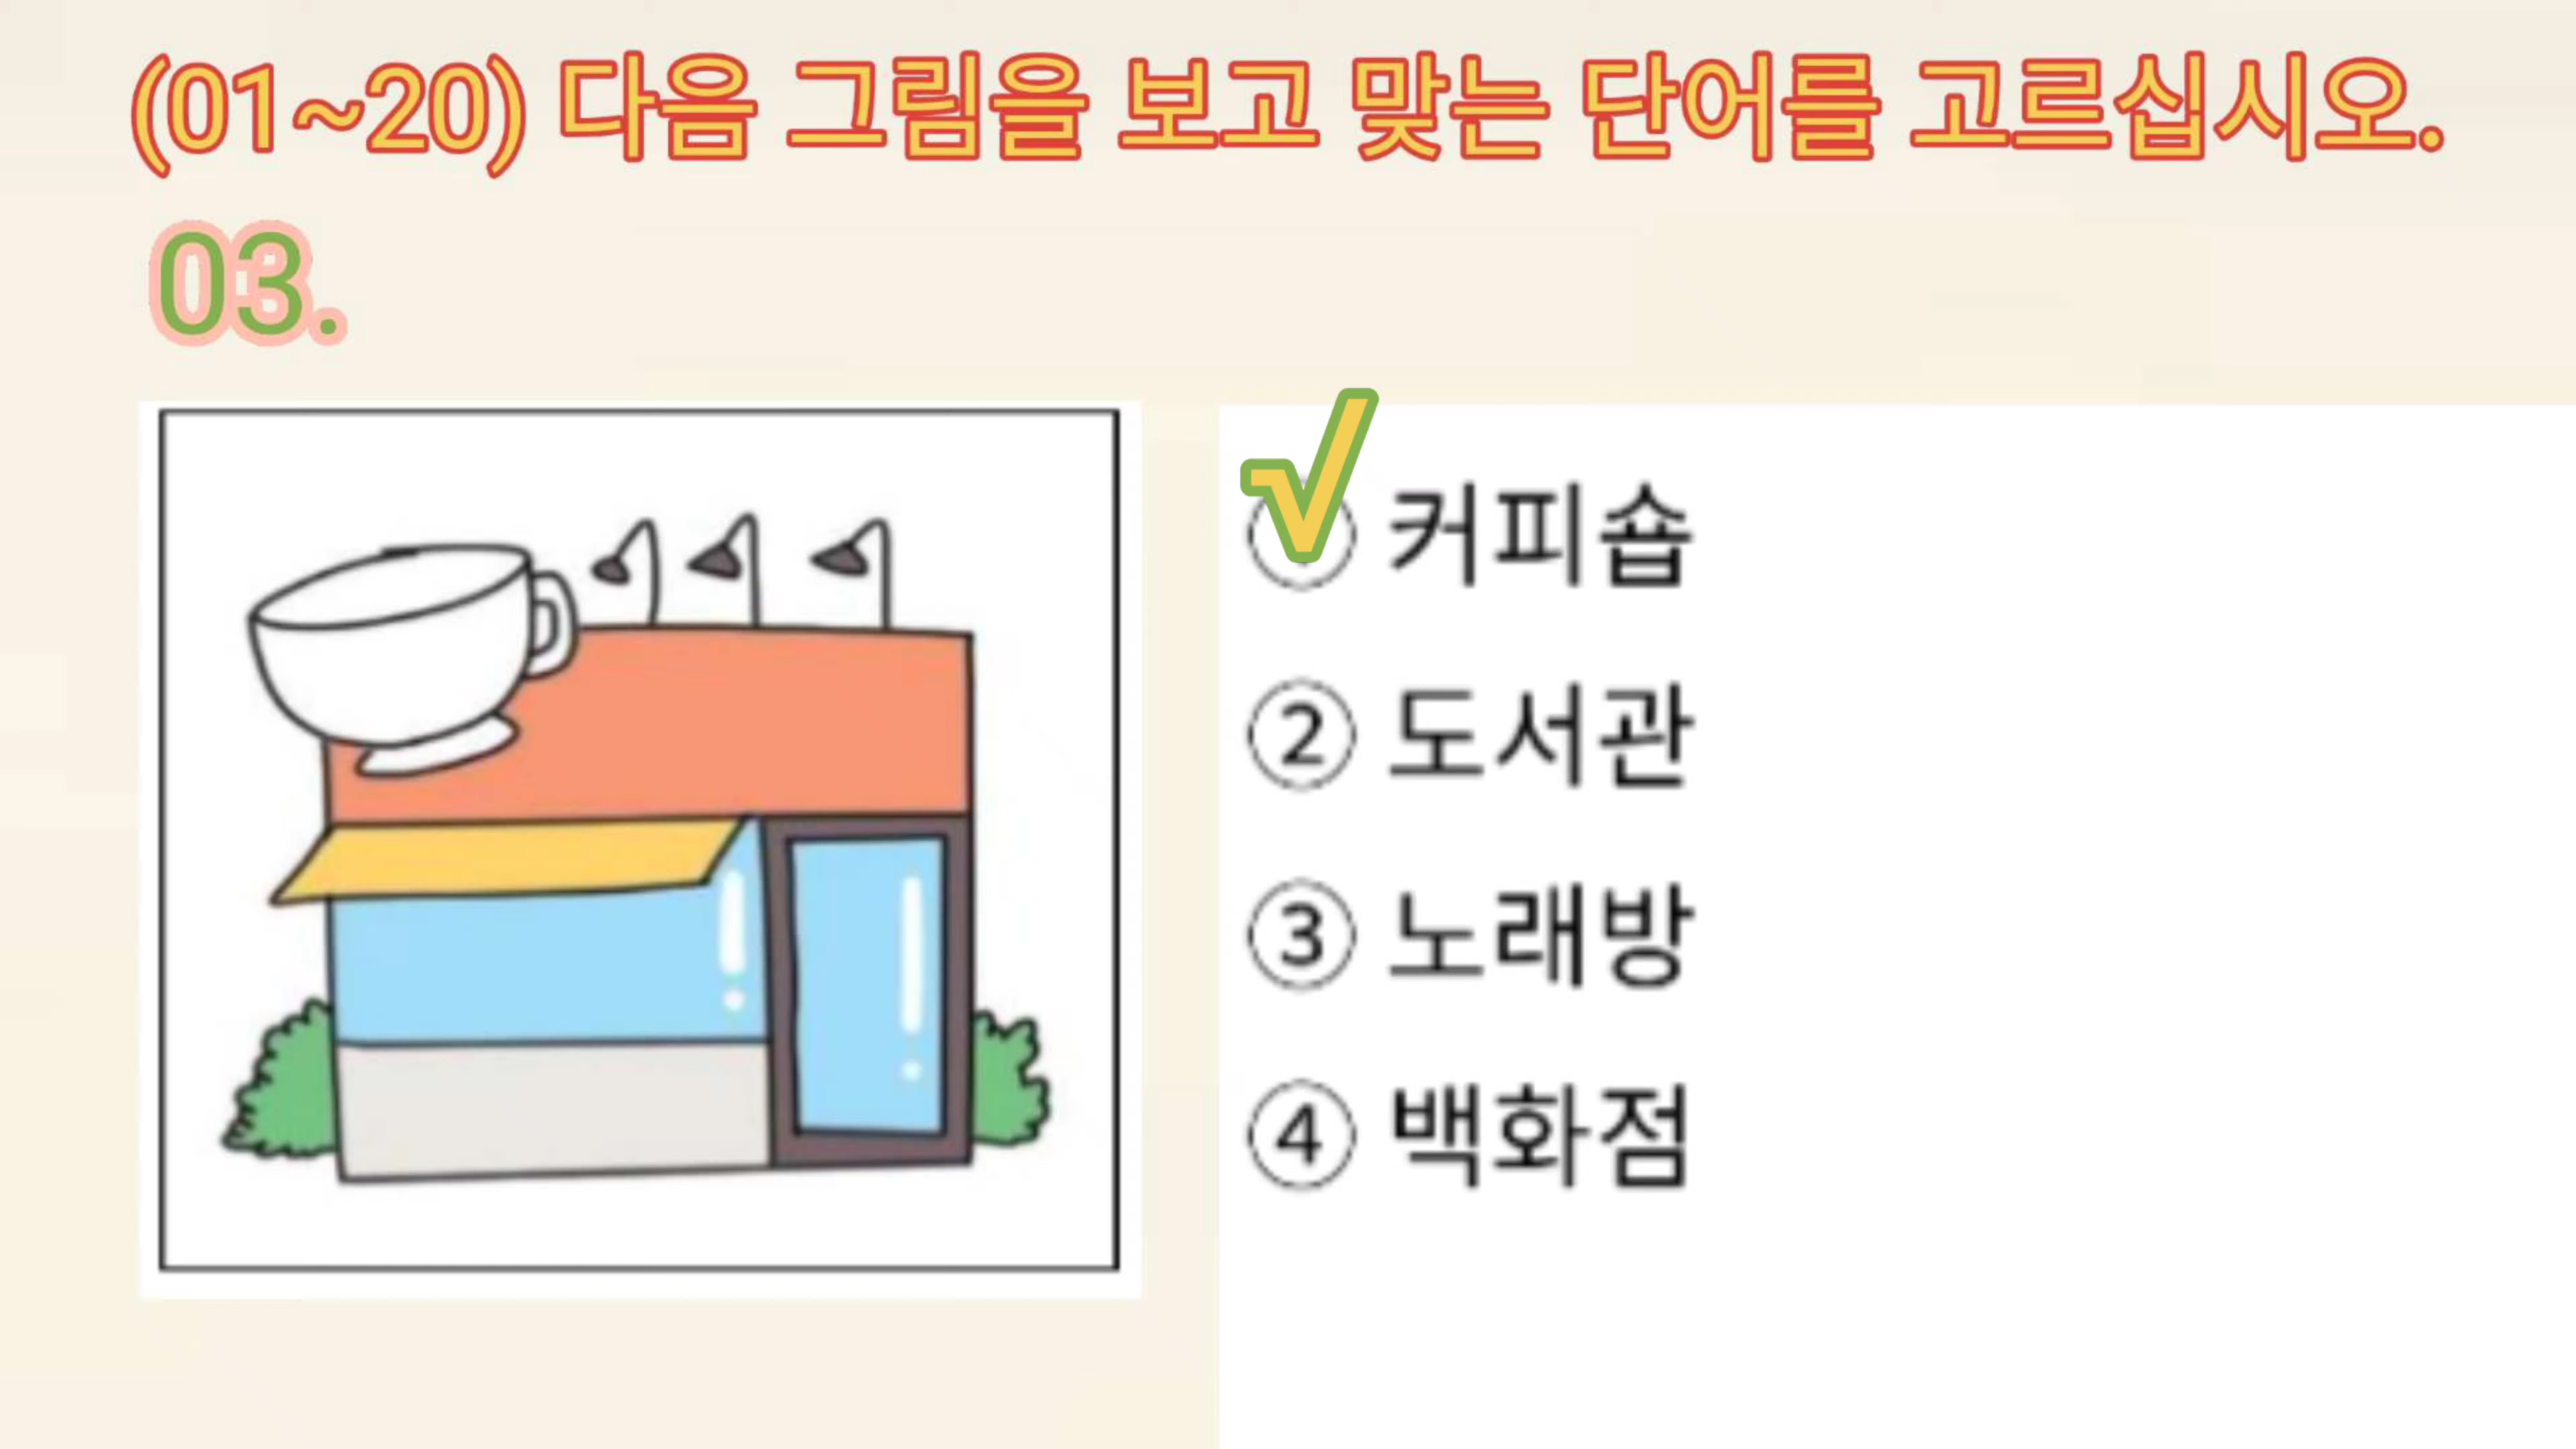 (01~20) 다음 그림을 보고 맞는 단어를 고르십시오.
03.
√ 커피숍
② 도서관
③ 노래방
④ 백화점